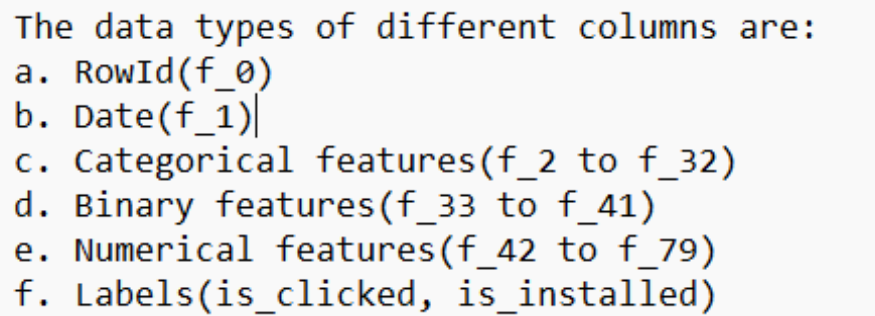 The data types of different columns are:
a. RowId(f_0)
b. Date(f_1)
c. Categorical features(f_2 to f_32)
d. Binary features(f_33 to f_41)
e. Numerical features(f_42 to f_79)
f. Labels(is_clicked, is_installed)